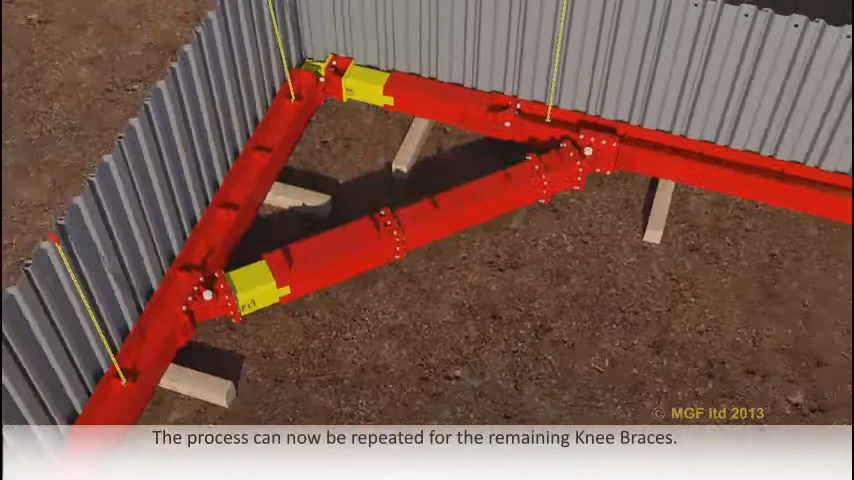 © MGF ltd 2013
The process can now be repeated for the remaining Knee Braces.